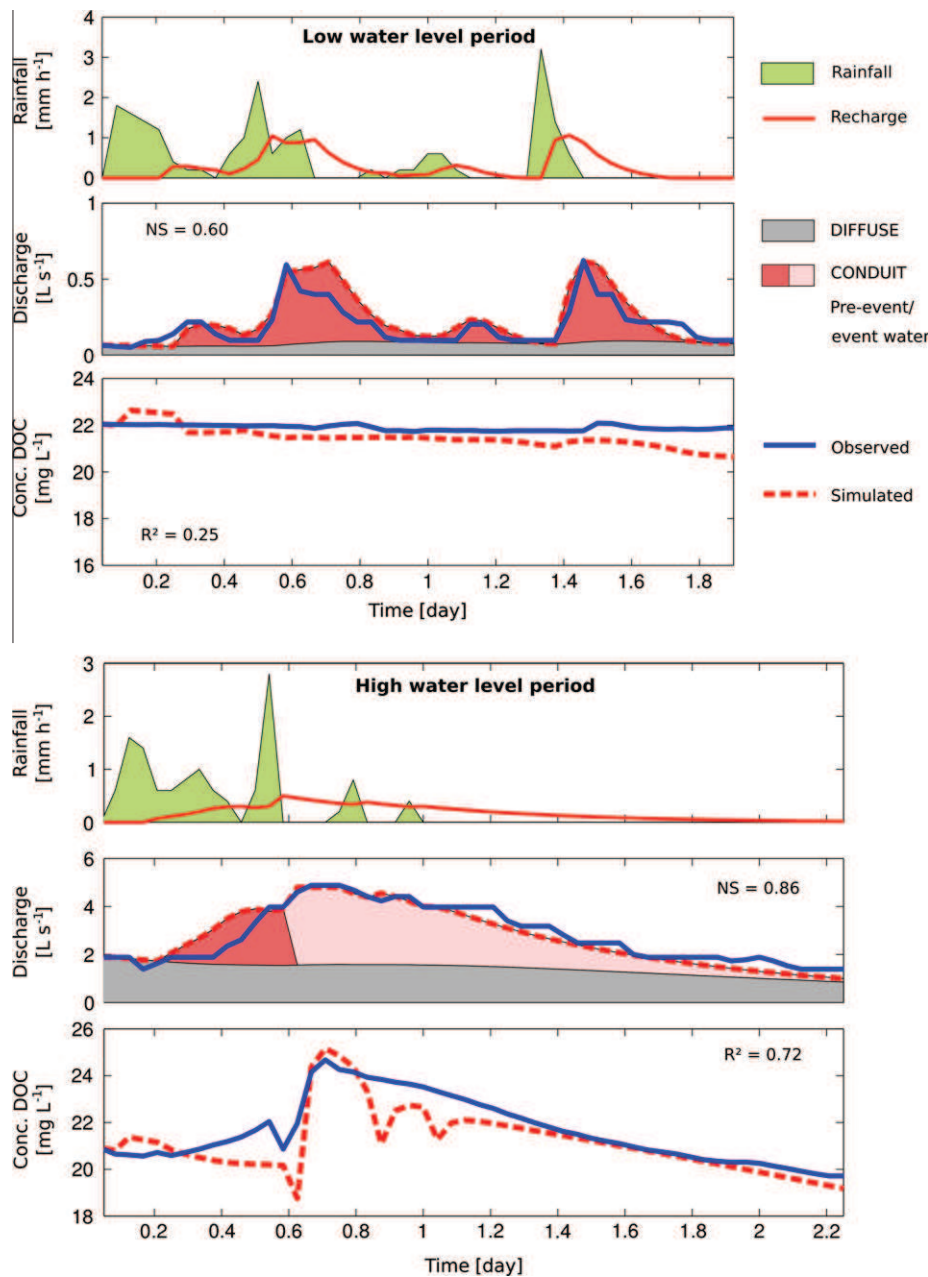 Low water level period
Rainfall
[mm h⁻¹]
4
3
2
1
0
Rainfall
Recharge
Discharge
[L s⁻¹]
1
0.5
0
NS = 0.60
DIFFUSE
CONDUIT
Pre-event/
event water
Conc. DOC
[mg L⁻¹]
24
22
20
18
16
R² = 0.25
Observed
Simulated
0.2 0.4 0.6 0.8 1 1.2 1.4 1.6 1.8
Time [day]
High water level period
Rainfall
[mm h⁻¹]
3
2
1
0
Discharge
[L s⁻¹]
6
4
2
0
NS = 0.86
Conc. DOC
[mg L⁻¹]
26
24
22
20
18
R² = 0.72
0.2 0.4 0.6 0.8 1 1.2 1.4 1.6 1.8 2 2.2
Time [day]